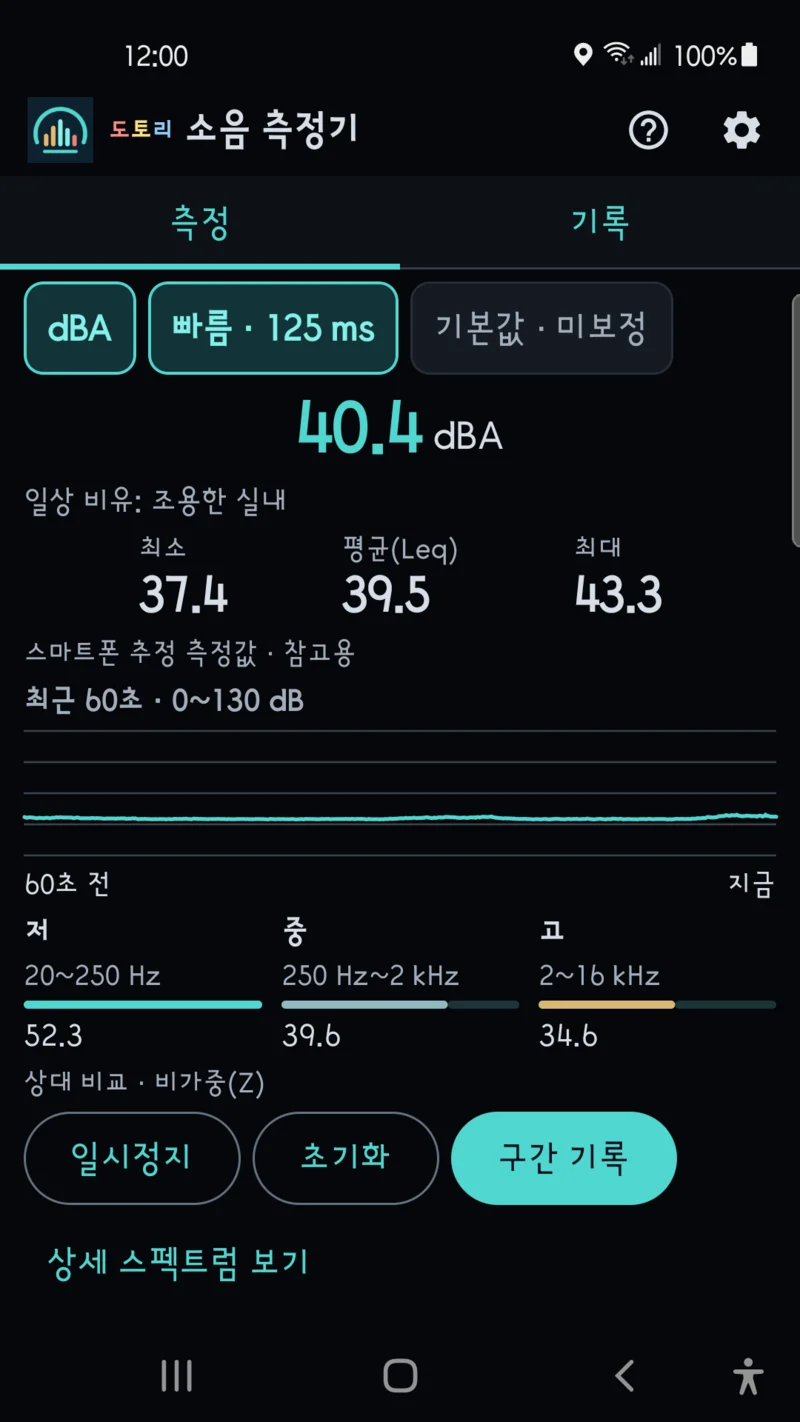 12:00 100%
도토리 소음 측정기
측정 기록
dBA 빠름 · 125 ms 기본값 · 미보정
40.4 dBA
일상 비유: 조용한 실내
최소 평균(Leq) 최대
37.4 39.5 43.3
스마트폰 추정 측정값 · 참고용
최근 60초 · 0~130 dB
60초 전 지금
저 중 고
20~250 Hz 250 Hz~2 kHz 2~16 kHz
52.3 39.6 34.6
상대 비교 · 비가중(Z)
일시정지 초기화 구간 기록
상세 스펙트럼 보기